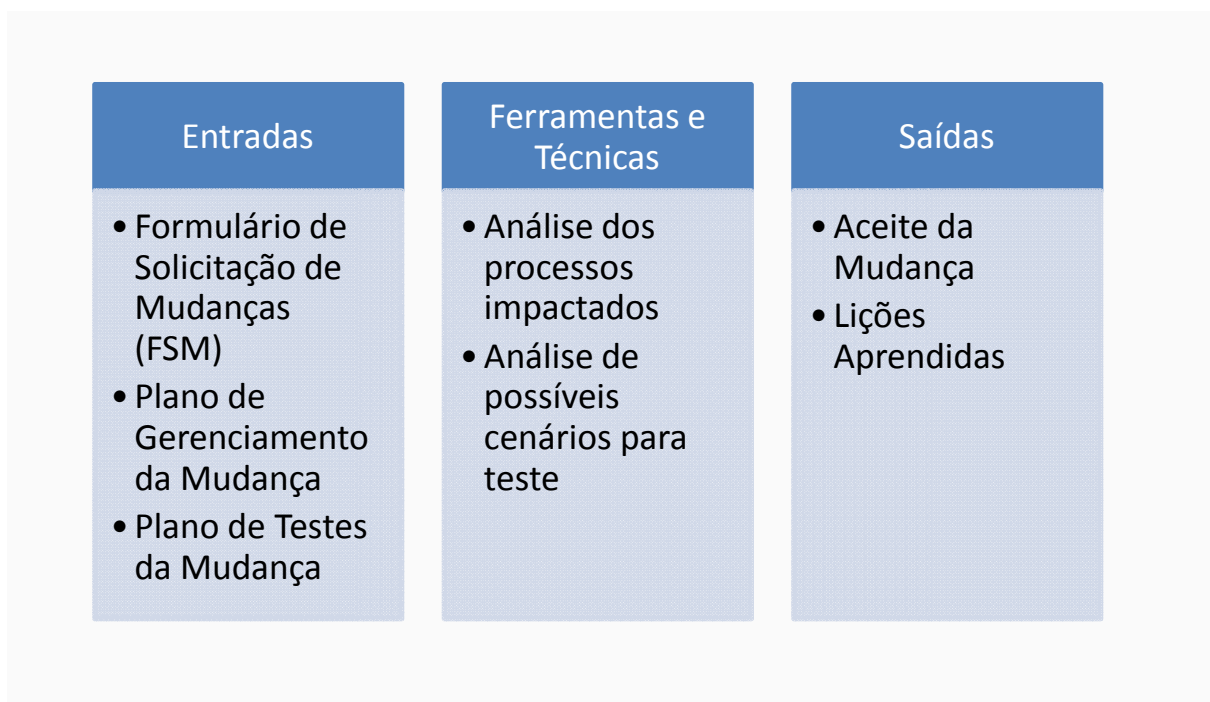 Entradas
• Formulário de
Solicitação de
Mudanças
(FSM)
• Plano de
Gerenciamento
da Mudança
• Plano de Testes
da Mudança
Ferramentas e
Técnicas
• Análise dos
processos
impactados
• Análise de
possíveis
cenários para
teste
Saídas
• Aceite da
Mudança
• Lições
Aprendidas